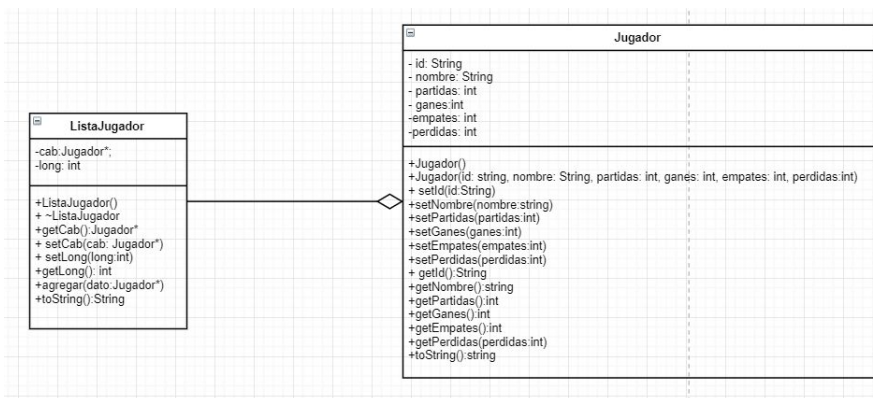 ListaJugador
-cab:Jugador*;
-long: int
+ListaJugador()
+ ~ListaJugador
+getCab():Jugador*
+ setCab(cab: Jugador*)
+ setLong(long:int)
+getLong(): int
+agregar(dato:Jugador*)
+toString():String
Jugador
- id: String
- nombre: String
- partidas: int
- ganes:int
-empates: int
-perdidas: int
+Jugador()
+Jugador(id: string, nombre: String, partidas: int, ganes: int, empates: int, perdidas:int)
+ setId(id:String)
+setNombre(nombre:string)
+setPartidas(partidas:int)
+setGanes(ganes:int)
+setEmpates(empates:int)
+setPerdidas(perdidas:int)
+ getId():String
+getNombre():string
+getPartidas():int
+getGanes():int
+getEmpates():int
+getPerdidas(perdidas:int)
+toString():string